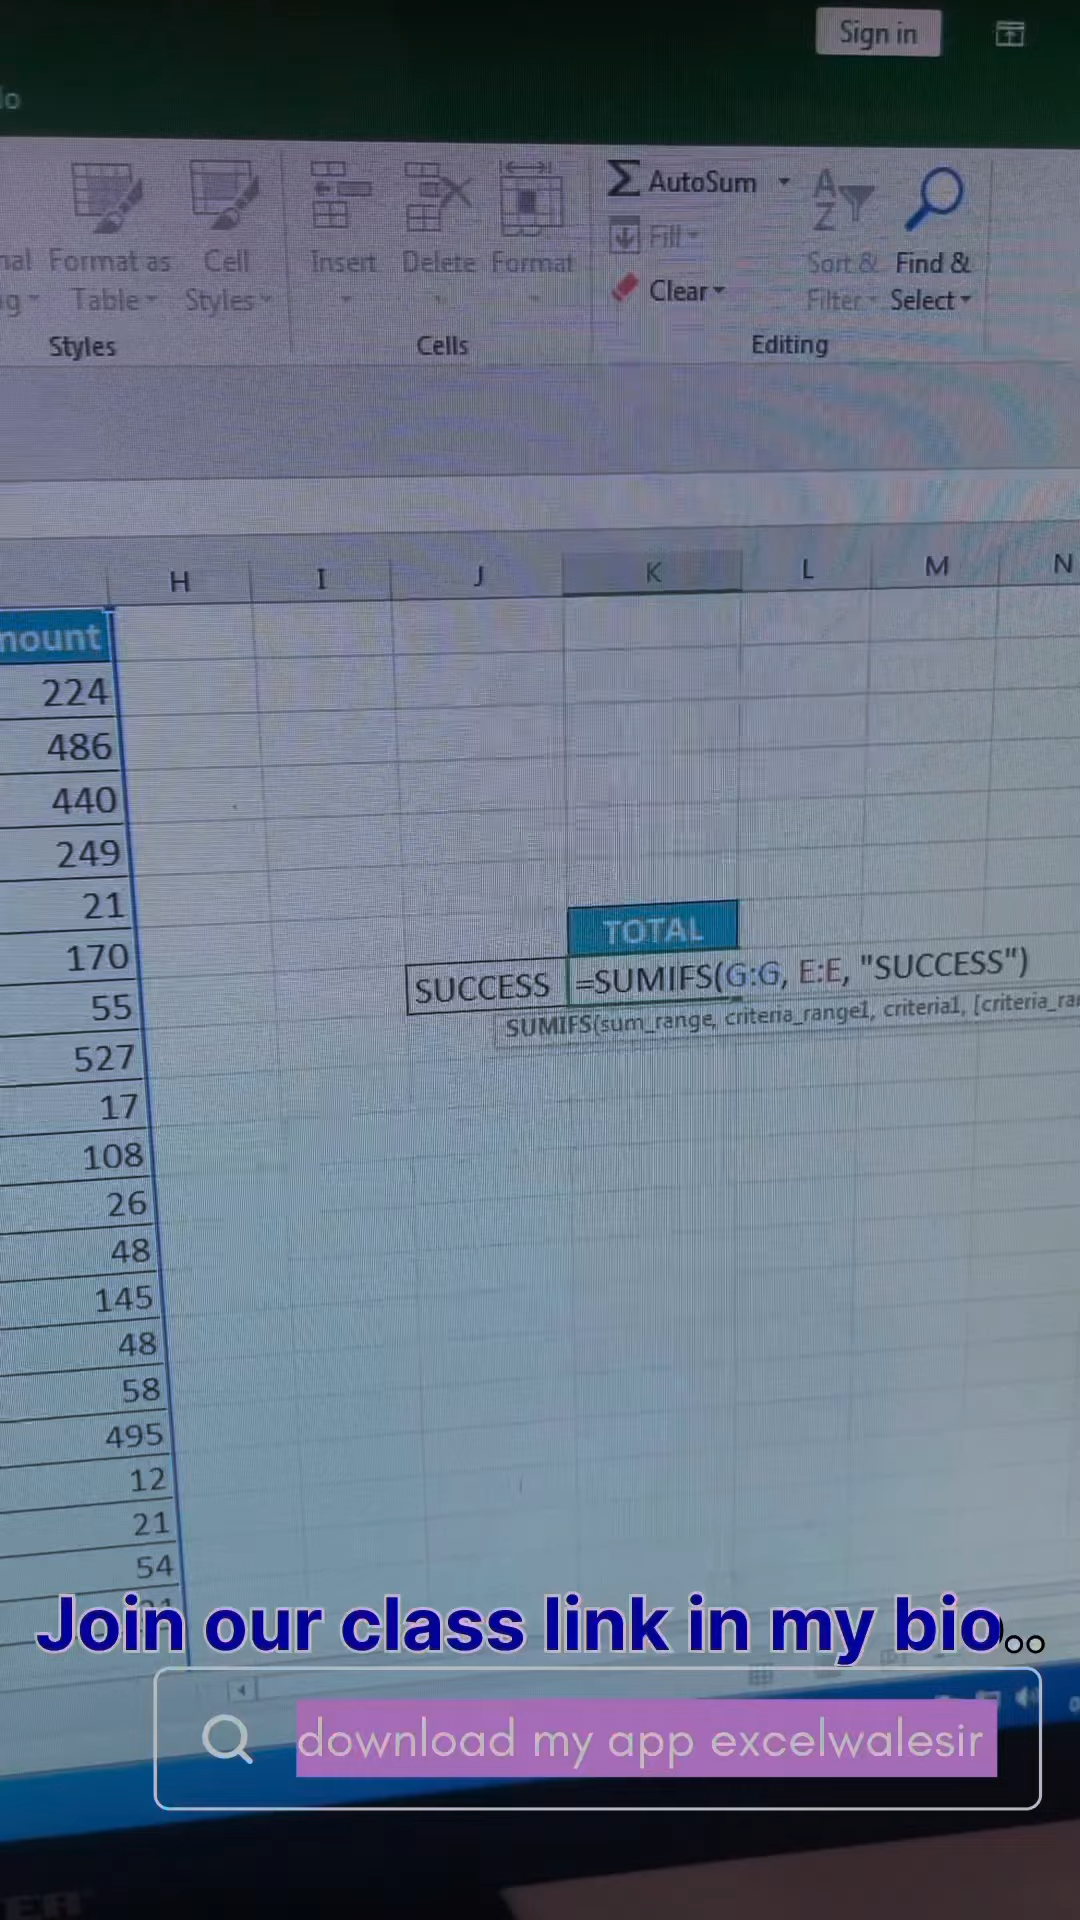 Sign in
Format as
Table
Cell
Styles
Insert
Delete
Format
AutoSum
Fill
Clear
Sort &
Filter
Find &
Select
Styles
Cells
Editing
H I J K L M N
224
486
440
249
21
170
55
527
17
108
26
48
145
48
58
495
12
21
54
TOTAL
SUCCESS =SUMIFS(G:G, E:E, "SUCCESS")
SUMIFS(sum_range, criteria_range1, criteria1,
Join our class link in my bio..
download my app excelwalesir